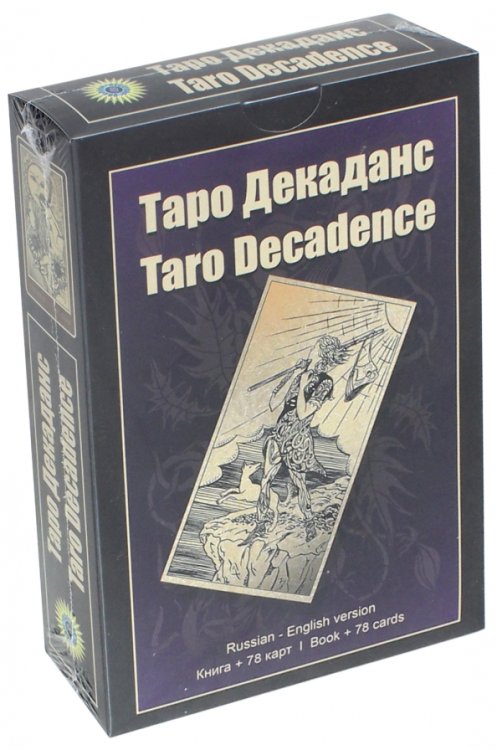 Таро Декаданс
Taro Decadence
Таро Декаданс
Taro Decadence
Russian - English version
Книга + 78 карт | Book + 78 cards
Таро Декаданс
Taro Decadence